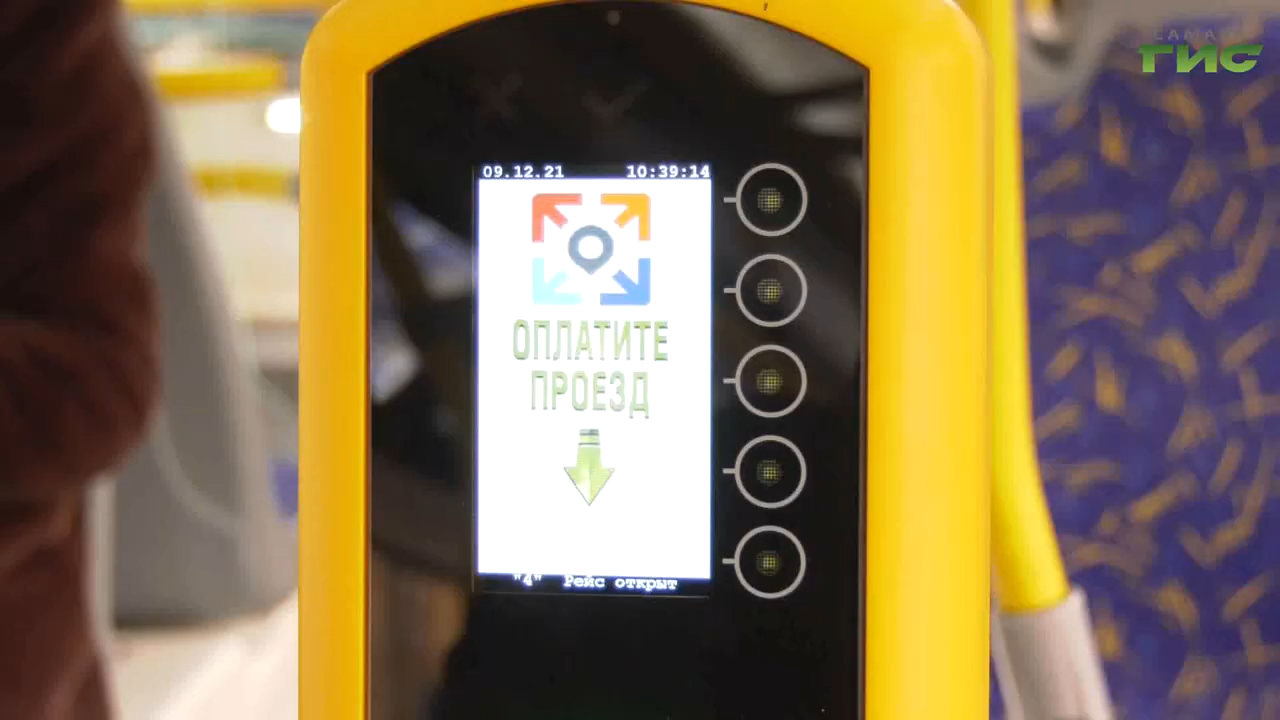 САМАРА
ГИС
09.12.21 10:39:14
ОПЛАТИТЕ
ПРОЕЗД
"4" Рейс открыт